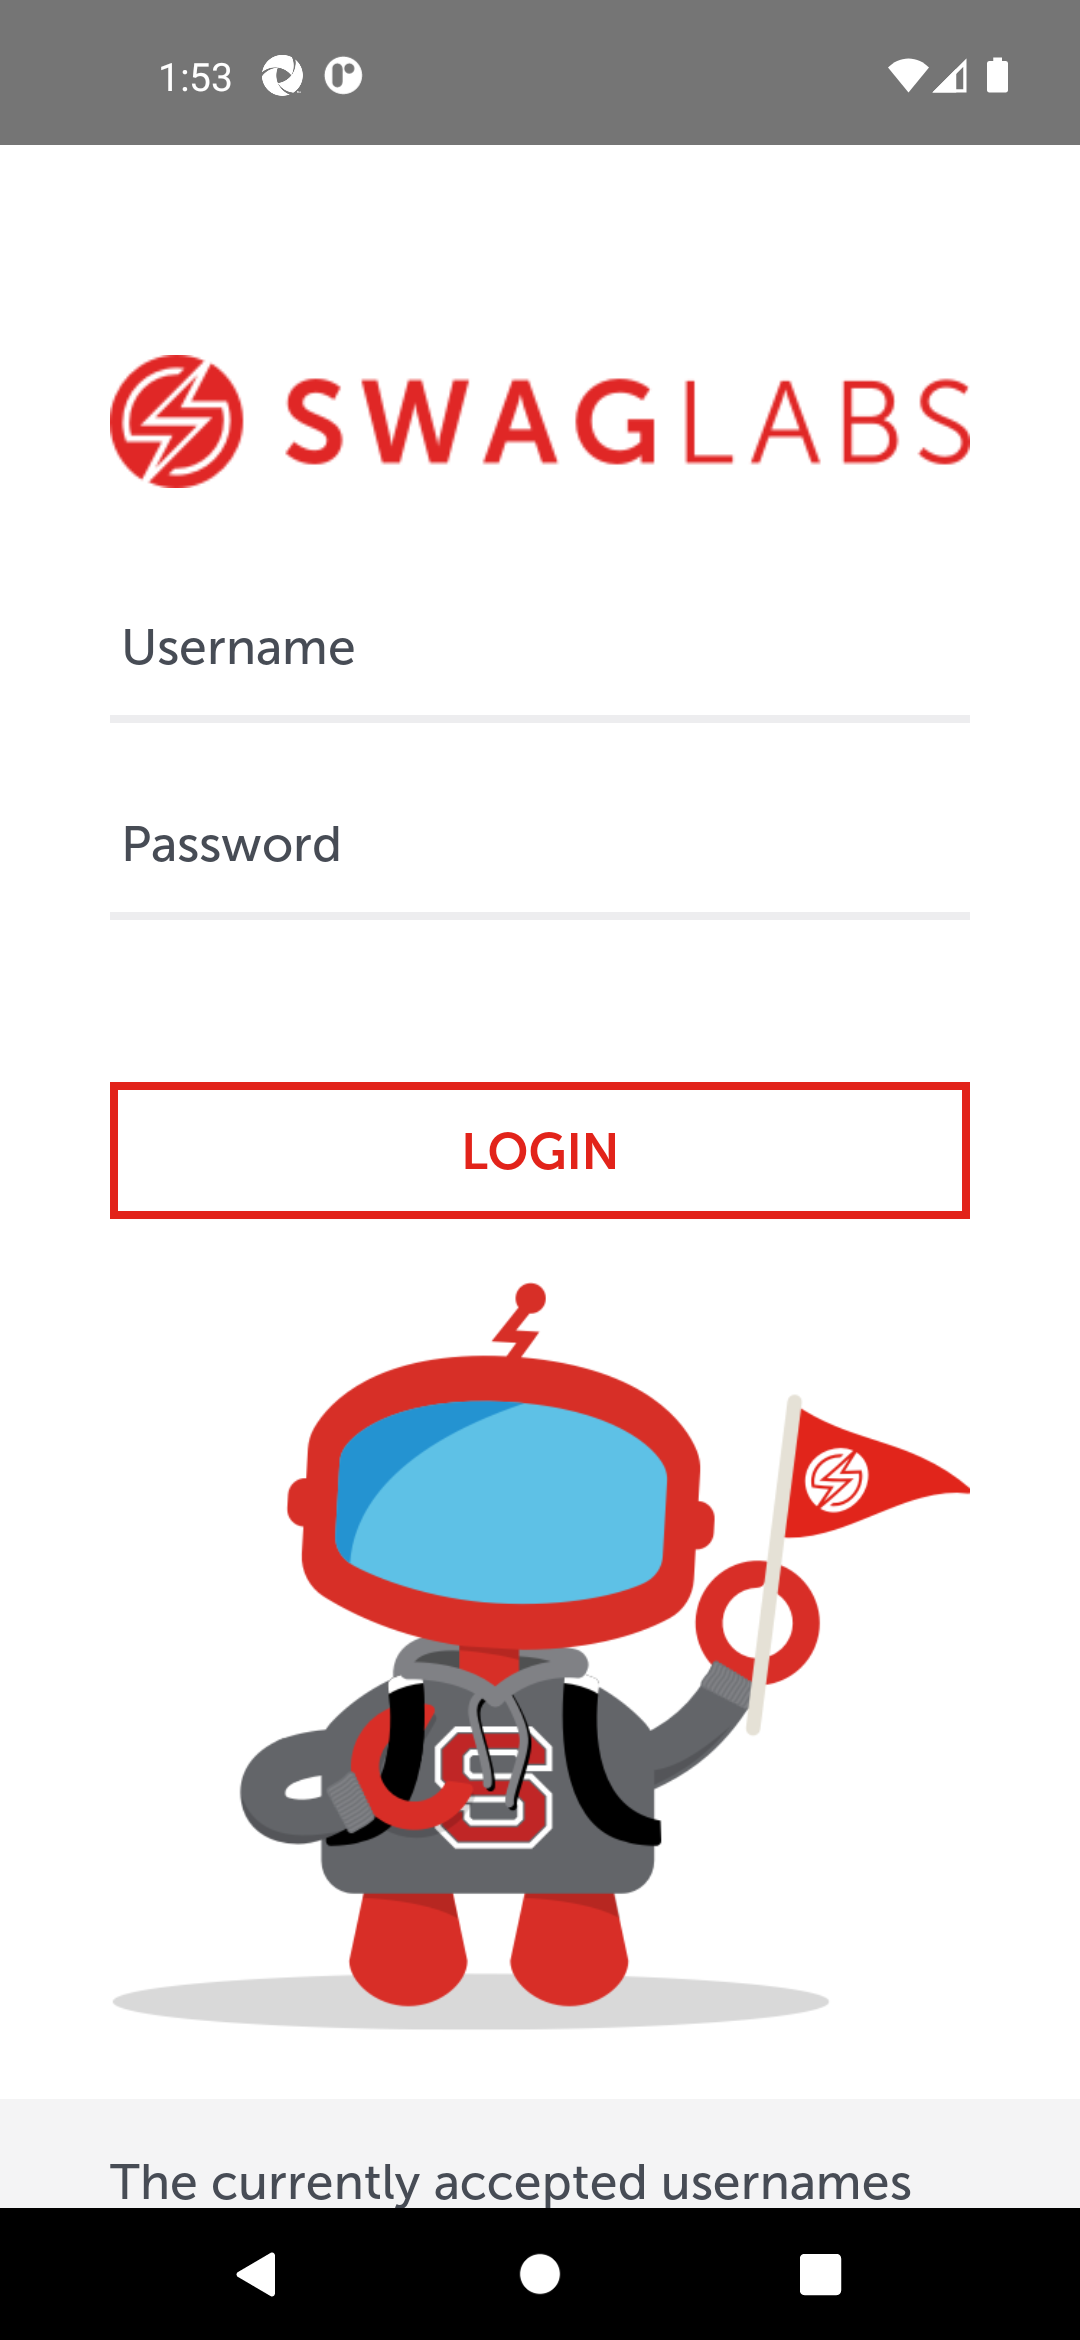 1:53
SWAGLABS
Username
Password
LOGIN
S
The currently accepted usernames